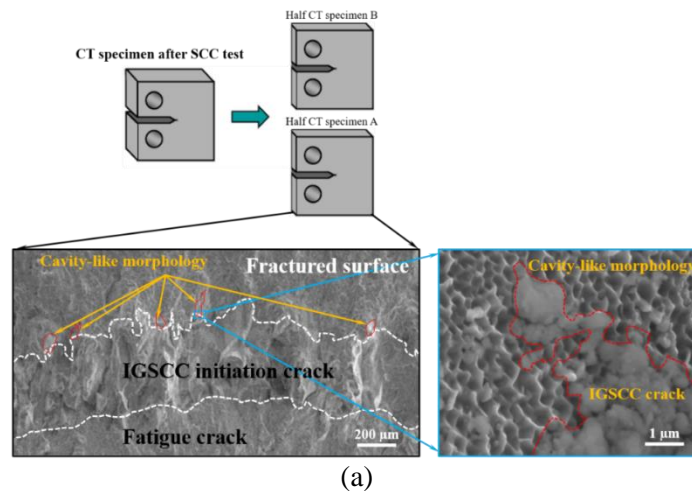 Half CT specimen B
CT specimen after SCC test
Half CT specimen A
Cavity-like morphology
Fractured surface
IGSCC initiation crack
Fatigue crack
200 μm
Cavity-like morphology
IGSCC crack
1 μm
(a)